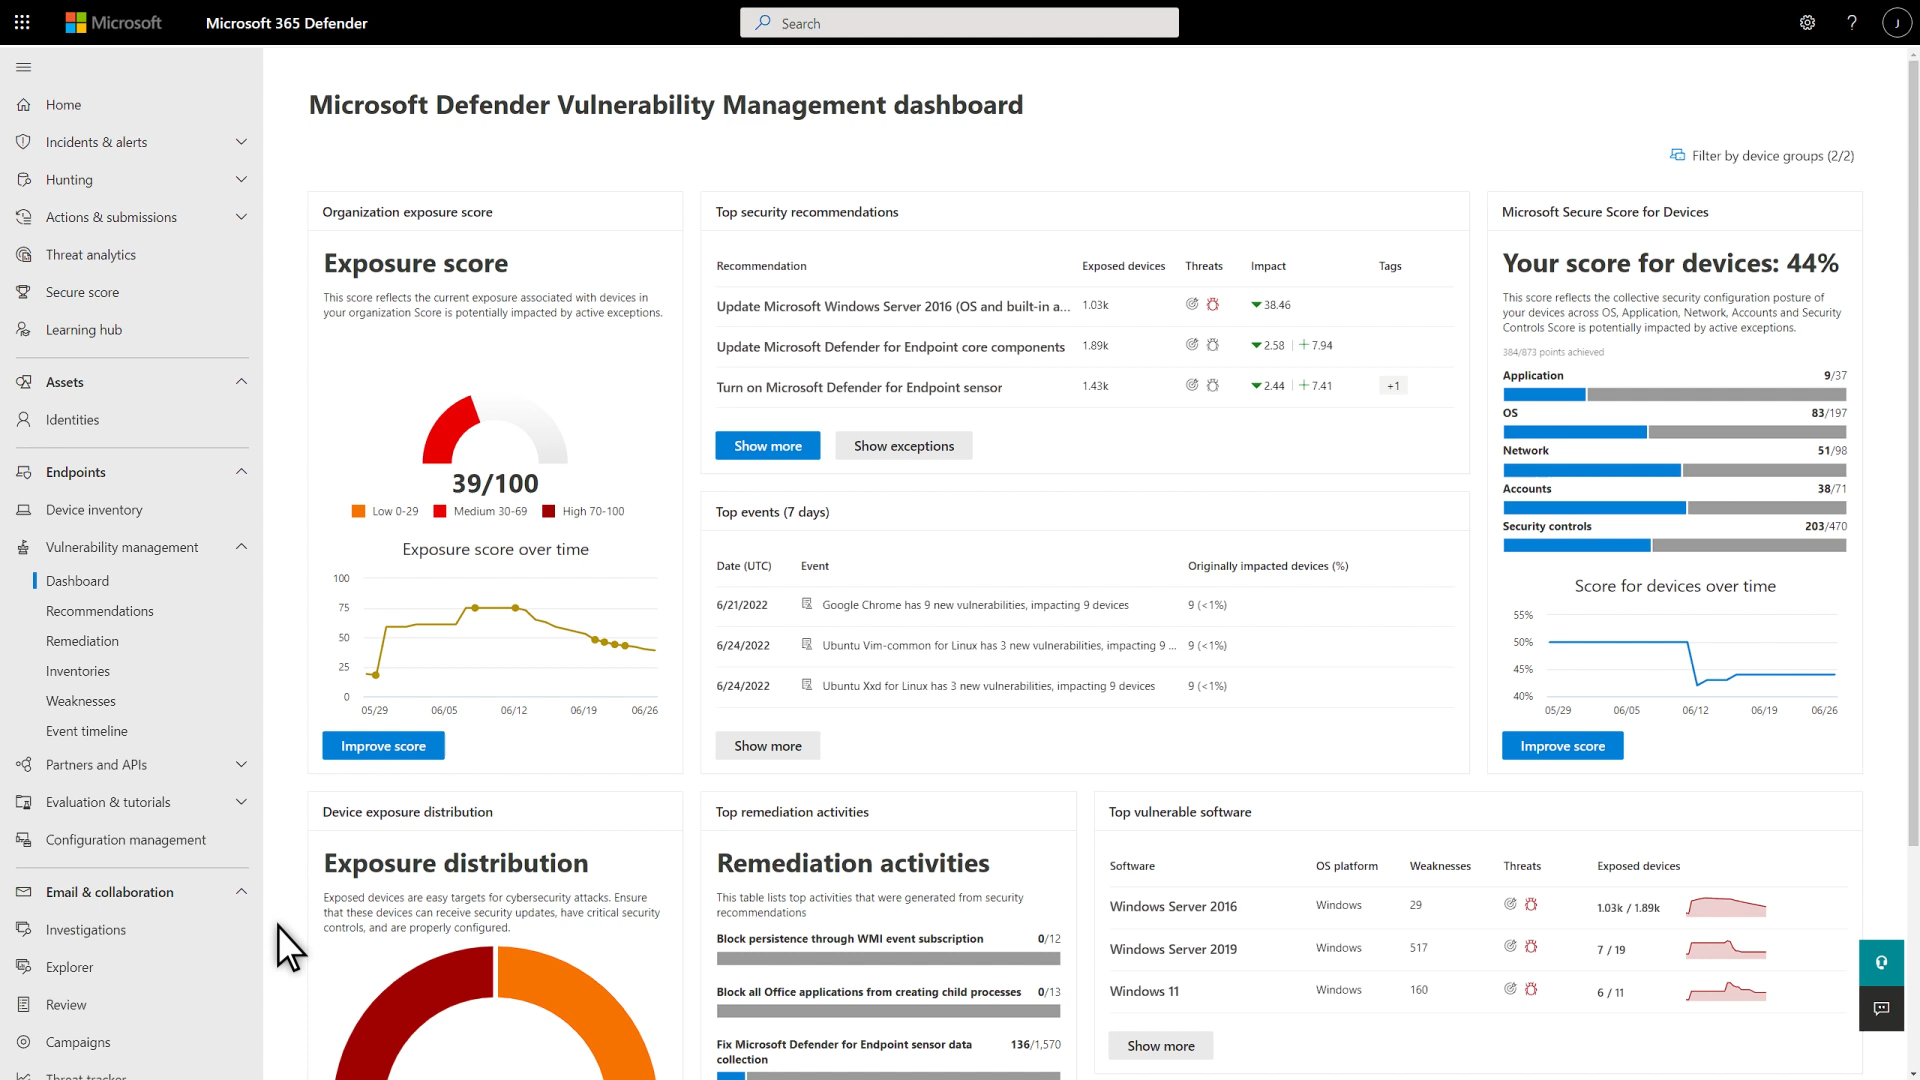 Microsoft
Microsoft 365 Defender
Search
?
J
Home
Incidents & alerts
Hunting
Actions & submissions
Threat analytics
Secure score
Learning hub
Assets
Identities
Endpoints
Device inventory
Vulnerability management
Dashboard
Recommendations
Remediation
Inventories
Weaknesses
Event timeline
Partners and APIs
Evaluation & tutorials
Configuration management
Email & collaboration
Investigations
Explorer
Review
Campaigns
Threat tracker
Microsoft Defender Vulnerability Management dashboard
Filter by device groups (2/2)
Organization exposure score
Exposure score
This score reflects the current exposure associated with devices in
your organization Score is potentially impacted by active exceptions.
39/100
Low 0-29 Medium 30-69 High 70-100
Exposure score over time
100
75
50
25
0
05/29 06/05 06/12 06/19 06/26
Improve score
Top security recommendations
Recommendation Exposed devices Threats Impact Tags
Update Microsoft Windows Server 2016 (OS and built-in a... 1.03k 38.46
Update Microsoft Defender for Endpoint core components 1.89k 2.58 | +7.94
Turn on Microsoft Defender for Endpoint sensor 1.43k 2.44 | +7.41 +1
Show more Show exceptions
Top events (7 days)
Date (UTC) Event Originally impacted devices (%)
6/21/2022 Google Chrome has 9 new vulnerabilities, impacting 9 devices 9 (<1%)
6/24/2022 Ubuntu Vim-common for Linux has 3 new vulnerabilities, impacting 9 ... 9 (<1%)
6/24/2022 Ubuntu Xxd for Linux has 3 new vulnerabilities, impacting 9 devices 9 (<1%)
Show more
Microsoft Secure Score for Devices
Your score for devices: 44%
This score reflects the collective security configuration posture of
your devices across OS, Application, Network, Accounts and Security
Controls Score is potentially impacted by active exceptions.
384/873 points achieved
Application 9/37
OS 83/197
Network 51/98
Accounts 38/71
Security controls 203/470
Score for devices over time
55%
50%
45%
40%
05/29 06/05 06/12 06/19 06/26
Improve score
Device exposure distribution
Exposure distribution
Exposed devices are easy targets for cybersecurity attacks. Ensure
that these devices can receive security updates, have critical security
controls, and are properly configured.
Top remediation activities
Remediation activities
This table lists top activities that were generated from security
recommendations
Block persistence through WMI event subscription 0/12
Block all Office applications from creating child processes 0/13
Fix Microsoft Defender for Endpoint sensor data 136/1,570
collection
Top vulnerable software
Software OS platform Weaknesses Threats Exposed devices
Windows Server 2016 Windows 29 1.03k / 1.89k
Windows Server 2019 Windows 517 7 / 19
Windows 11 Windows 160 6 / 11
Show more